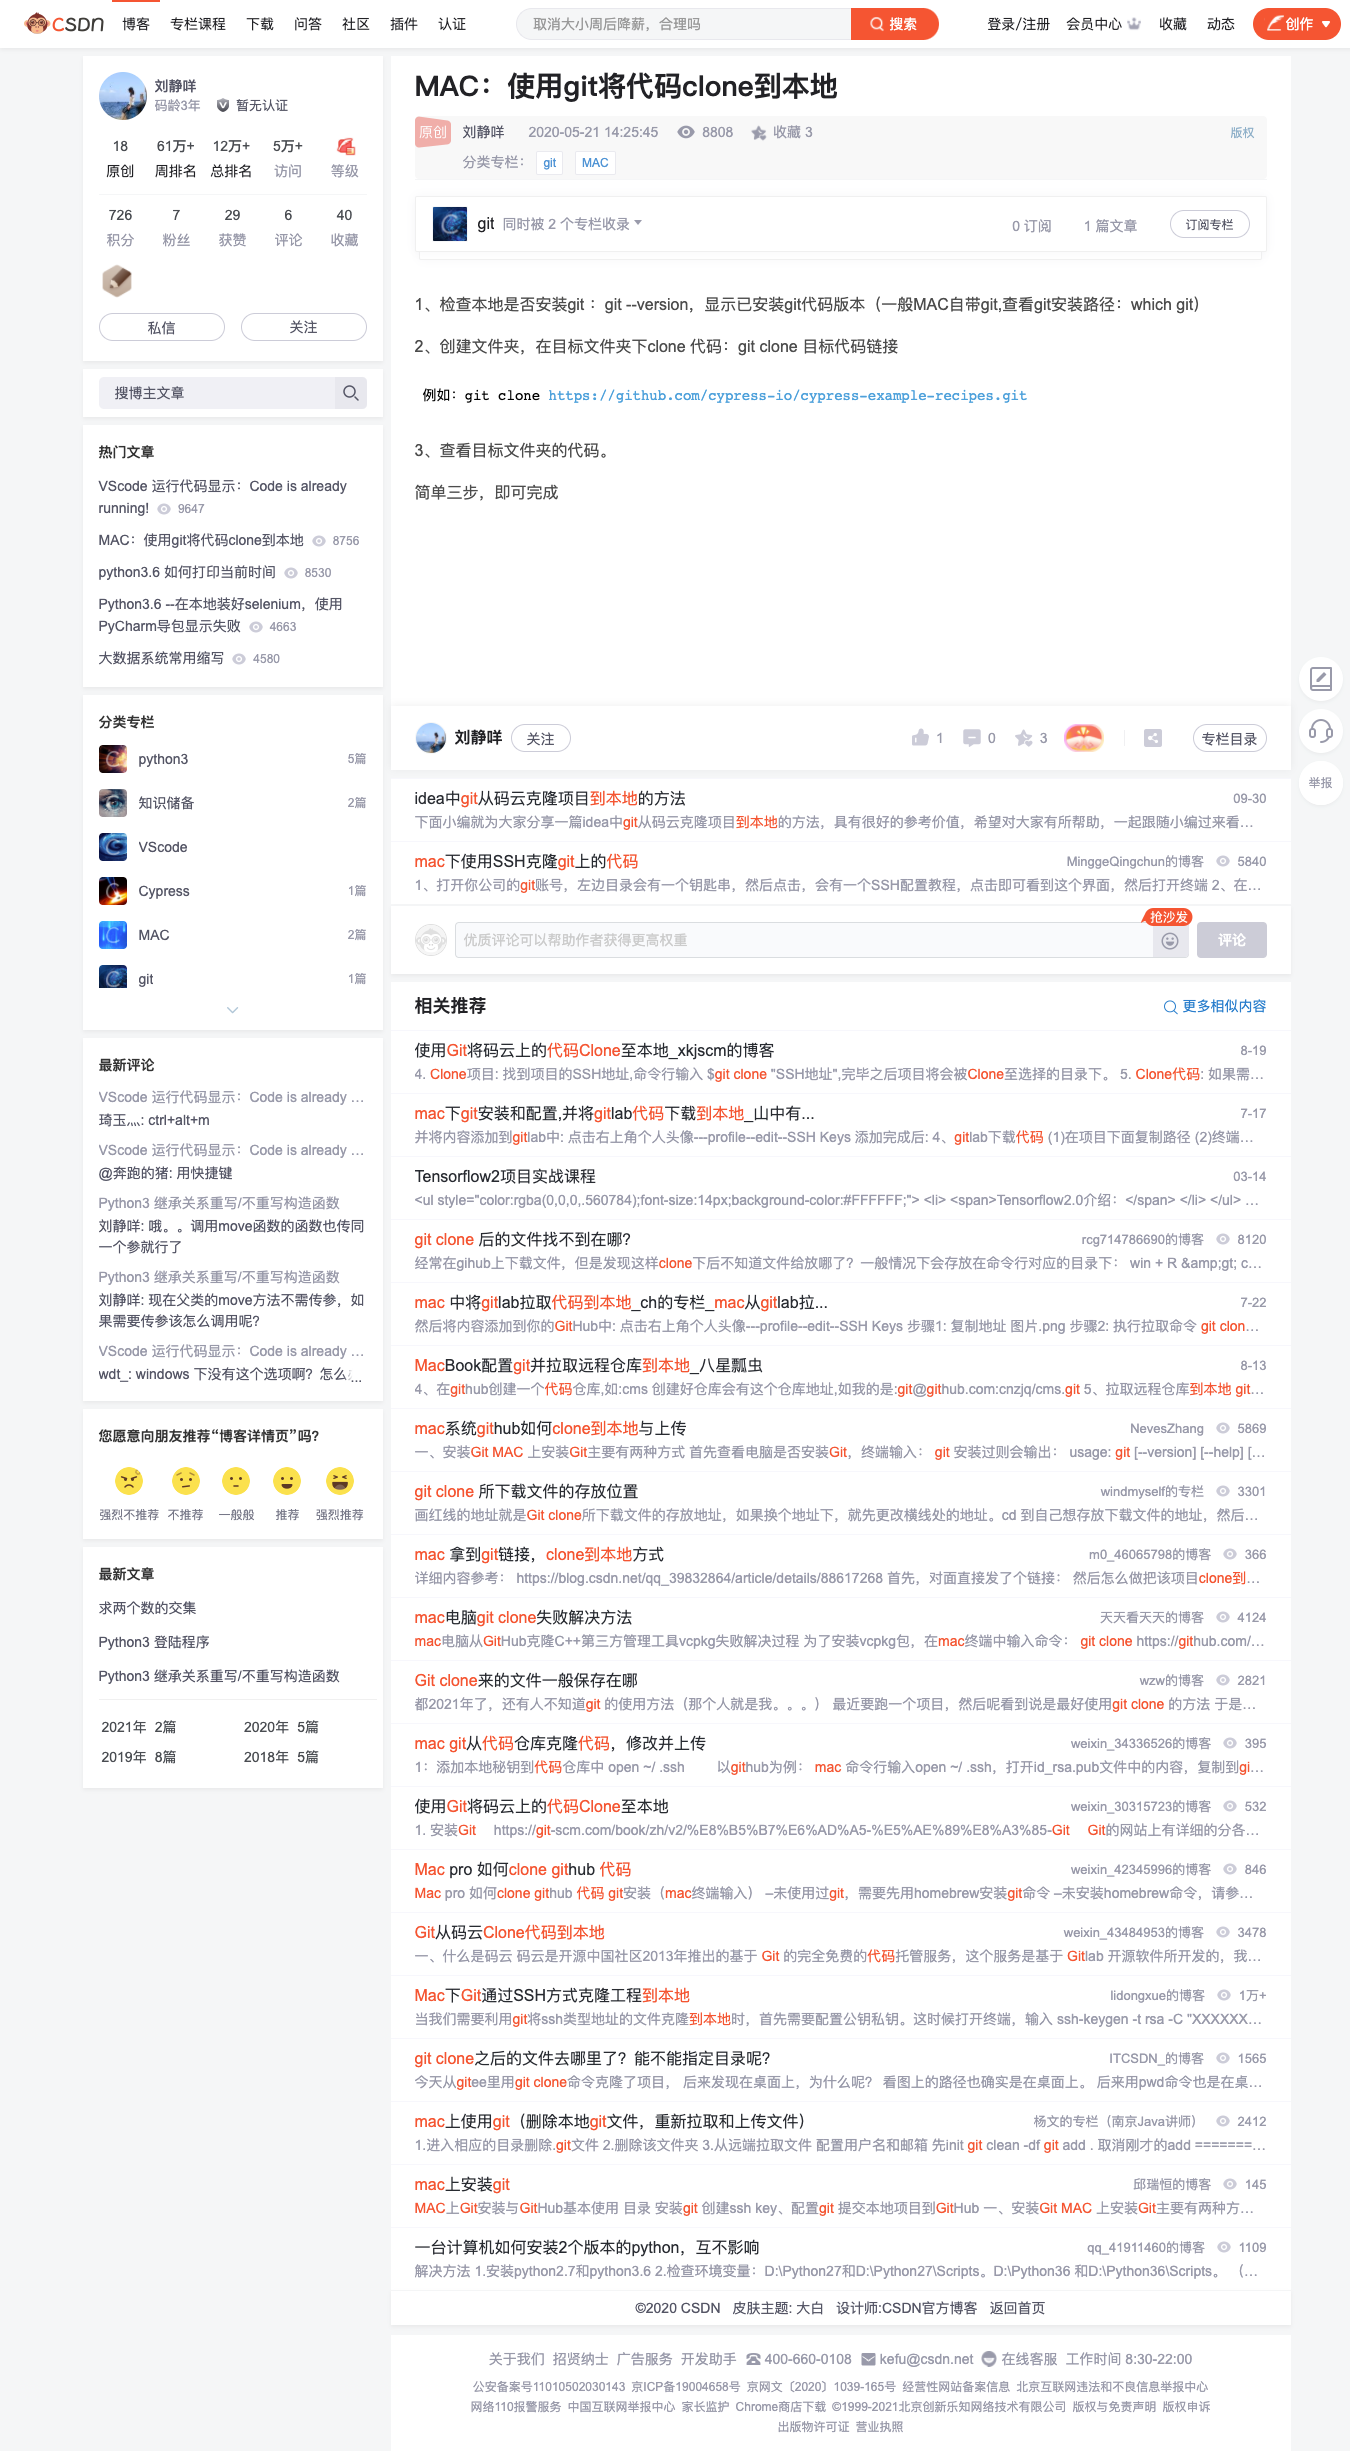 CSDN 博客 专栏课程 下载 问答 社区 插件 认证 取消大小周后降薪，合理吗 搜索 登录/注册 会员中心 收藏 动态 创作
刘静咩
码龄3年 暂无认证
18 61万+ 12万+ 5万+
原创 周排名 总排名 访问 等级
726 7 29 6 40
积分 粉丝 获赞 评论 收藏
私信 关注
搜博主文章
热门文章
VScode 运行代码显示：Code is already
running! 9647
MAC：使用git将代码clone到本地 8756
python3.6 如何打印当前时间 8530
Python3.6 --在本地装好selenium，使用
PyCharm导包显示失败 4663
大数据系统常用缩写 4580
分类专栏
python3 5篇
知识储备 2篇
VScode
Cypress 1篇
MAC 2篇
git 1篇
最新评论
VScode 运行代码显示：Code is already ...
琦玉灬: ctrl+alt+m
VScode 运行代码显示：Code is already ...
@奔跑的猪: 用快捷键
Python3 继承关系重写/不重写构造函数
刘静咩: 哦。。调用move函数的函数也传同
一个参就行了
Python3 继承关系重写/不重写构造函数
刘静咩: 现在父类的move方法不需传参，如
果需要传参该怎么调用呢？
VScode 运行代码显示：Code is already ...
wdt_: windows 下没有这个选项啊？怎么...
您愿意向朋友推荐“博客详情页”吗？
强烈不推荐 不推荐 一般般 推荐 强烈推荐
最新文章
求两个数的交集
Python3 登陆程序
Python3 继承关系重写/不重写构造函数
2021年 2篇 2020年 5篇
2019年 8篇 2018年 5篇
MAC：使用git将代码clone到本地
原创 刘静咩 2020-05-21 14:25:45 8808 收藏 3 版权
分类专栏： git MAC
git 同时被 2 个专栏收录 0 订阅 1 篇文章 订阅专栏
1、检查本地是否安装git ：git --version，显示已安装git代码版本（一般MAC自带git,查看git安装路径：which git）
2、创建文件夹，在目标文件夹下clone 代码：git clone 目标代码链接
例如：git clone https://github.com/cypress-io/cypress-example-recipes.git
3、查看目标文件夹的代码。
简单三步，即可完成
刘静咩 关注 1 0 3 专栏目录
举报
idea中git从码云克隆项目到本地的方法 09-30
下面小编就为大家分享一篇idea中git从码云克隆项目到本地的方法，具有很好的参考价值，希望对大家有所帮助，一起跟随小编过来看...
mac下使用SSH克隆git上的代码 MinggeQingchun的博客 5840
1、打开你公司的git账号，左边目录会有一个钥匙串，然后点击，会有一个SSH配置教程，点击即可看到这个界面，然后打开终端 2、在...
抢沙发
优质评论可以帮助作者获得更高权重 评论
相关推荐 更多相似内容
使用Git将码云上的代码Clone至本地_xkjscm的博客 8-19
4. Clone项目: 找到项目的SSH地址,命令行输入 $git clone "SSH地址",完毕之后项目将会被Clone至选择的目录下。 5. Clone代码: 如果需...
mac下git安装和配置,并将gitlab代码下载到本地_山中有... 7-17
并将内容添加到gitlab中: 点击右上角个人头像---profile--edit--SSH Keys 添加完成后: 4、gitlab下载代码 (1)在项目下面复制路径 (2)终端...
Tensorflow2项目实战课程 03-14
<ul style="color:rgba(0,0,0,.560784);font-size:14px;background-color:#FFFFFF;"> <li> <span>Tensorflow2.0介绍：</span> </li> </ul> ...
git clone 后的文件找不到在哪？ rcg714786690的博客 8120
经常在gihub上下载文件，但是发现这样clone下后不知道文件给放哪了？一般情况下会存放在命令行对应的目录下： win + R &amp;gt; c...
mac 中将gitlab拉取代码到本地_ch的专栏_mac从gitlab拉... 7-22
然后将内容添加到你的GitHub中: 点击右上角个人头像---profile--edit--SSH Keys 步骤1: 复制地址 图片.png 步骤2: 执行拉取命令 git clon...
MacBook配置git并拉取远程仓库到本地_八星瓢虫 8-13
4、在github创建一个代码仓库,如:cms 创建好仓库会有这个仓库地址,如我的是:git@github.com:cnzjq/cms.git 5、拉取远程仓库到本地 git...
mac系统github如何clone到本地与上传 NevesZhang 5869
一、安装Git MAC 上安装Git主要有两种方式 首先查看电脑是否安装Git，终端输入： git 安装过则会输出： usage: git [--version] [--help] [...
git clone 所下载文件的存放位置 windmyself的专栏 3301
画红线的地址就是Git clone所下载文件的存放地址，如果换个地址下，就先更改横线处的地址。cd 到自己想存放下载文件的地址，然后...
mac 拿到git链接，clone到本地方式 m0_46065798的博客 366
详细内容参考： https://blog.csdn.net/qq_39832864/article/details/88617268 首先，对面直接发了个链接： 然后怎么做把该项目clone到...
mac电脑git clone失败解决方法 天天看天天的博客 4124
mac电脑从GitHub克隆C++第三方管理工具vcpkg失败解决过程 为了安装vcpkg包，在mac终端中输入命令： git clone https://github.com/...
Git clone来的文件一般保存在哪 wzw的博客 2821
都2021年了，还有人不知道git 的使用方法（那个人就是我。。。） 最近要跑一个项目，然后呢看到说是最好使用git clone 的方法 于是...
mac git从代码仓库克隆代码，修改并上传 weixin_34336526的博客 395
1：添加本地秘钥到代码仓库中 open ~/ .ssh 以github为例： mac 命令行输入open ~/ .ssh，打开id_rsa.pub文件中的内容，复制到gi...
使用Git将码云上的代码Clone至本地 weixin_30315723的博客 532
1. 安装Git https://git-scm.com/book/zh/v2/%E8%B5%B7%E6%AD%A5-%E5%AE%89%E8%A3%85-Git Git的网站上有详细的分各...
Mac pro 如何clone github 代码 weixin_42345996的博客 846
Mac pro 如何clone github 代码 git安装（mac终端输入） –未使用过git，需要先用homebrew安装git命令 –未安装homebrew命令，请参...
Git从码云Clone代码到本地 weixin_43484953的博客 3478
一、什么是码云 码云是开源中国社区2013年推出的基于 Git 的完全免费的代码托管服务，这个服务是基于 Gitlab 开源软件所开发的，我...
Mac下Git通过SSH方式克隆工程到本地 lidongxue的博客 1万+
当我们需要利用git将ssh类型地址的文件克隆到本地时，首先需要配置公钥私钥。这时候打开终端，输入 ssh-keygen -t rsa -C "XXXXXX...
git clone之后的文件去哪里了？能不能指定目录呢？ ITCSDN_的博客 1565
今天从gitee里用git clone命令克隆了项目， 后来发现在桌面上，为什么呢？ 看图上的路径也确实是在桌面上。 后来用pwd命令也是在桌...
mac上使用git（删除本地git文件，重新拉取和上传文件） 杨文的专栏（南京Java讲师） 2412
1.进入相应的目录删除.git文件 2.删除该文件夹 3.从远端拉取文件 配置用户名和邮箱 先init git clean -df git add . 取消刚才的add =======...
mac上安装git 邱瑞恒的博客 145
MAC上Git安装与GitHub基本使用 目录 安装git 创建ssh key、配置git 提交本地项目到GitHub 一、安装Git MAC 上安装Git主要有两种方...
一台计算机如何安装2个版本的python，互不影响 qq_41911460的博客 1109
解决方法 1.安装python2.7和python3.6 2.检查环境变量：D:\Python27和D:\Python27\Scripts。D:\Python36 和D:\Python36\Scripts。 （...
©2020 CSDN 皮肤主题: 大白 设计师:CSDN官方博客 返回首页
关于我们 招贤纳士 广告服务 开发助手 400-660-0108 kefu@csdn.net 在线客服 工作时间 8:30-22:00
公安备案号11010502030143 京ICP备19004658号 京网文〔2020〕1039-165号 经营性网站备案信息 北京互联网违法和不良信息举报中心
网络110报警服务 中国互联网举报中心 家长监护 Chrome商店下载 ©1999-2021北京创新乐知网络技术有限公司 版权与免责声明 版权申诉
出版物许可证 营业执照